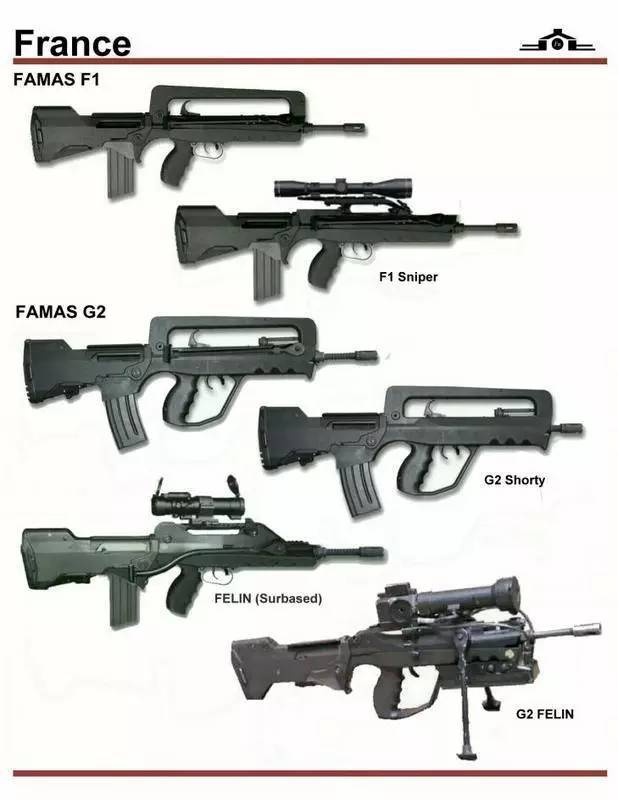 France
FAMAS F1
F1 Sniper
FAMAS G2
G2 Shorty
FELIN (Surbased)
G2 FELIN